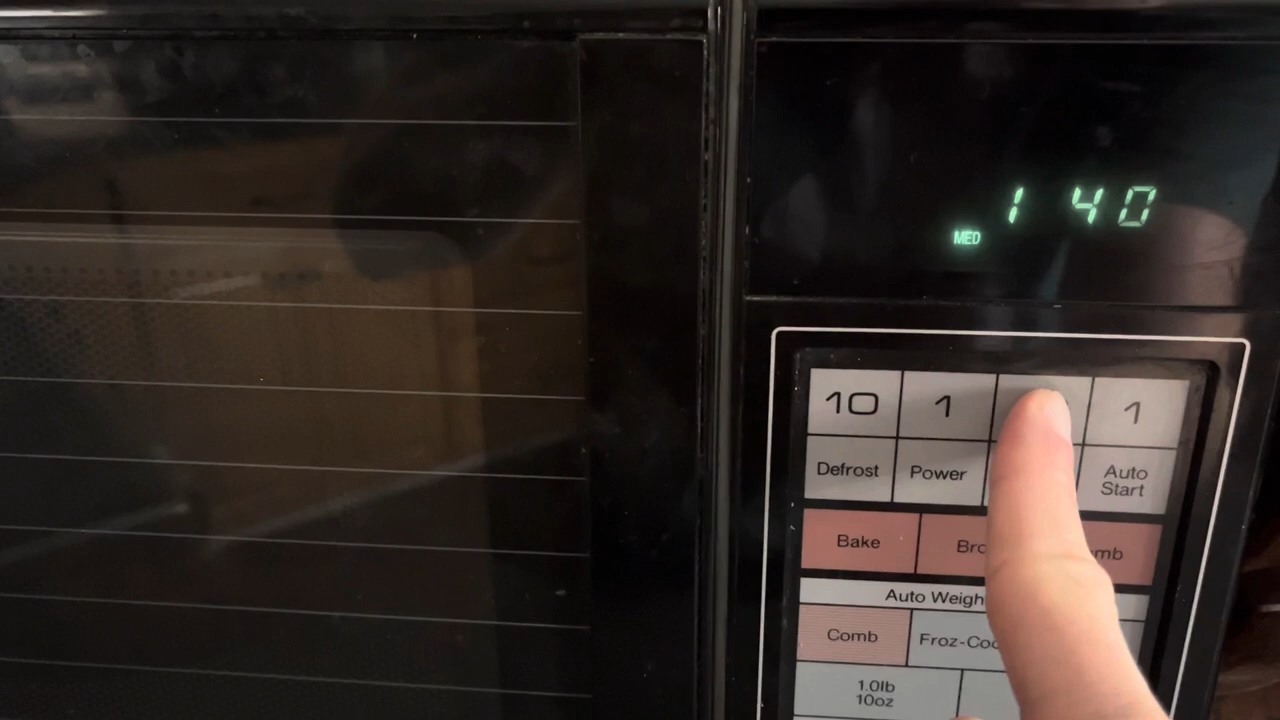 1 40
MED
10 1 1
Defrost Power Auto
Start
Bake Bro mb
Auto Weigh
Comb Froz-Coo
1.0lb
10oz